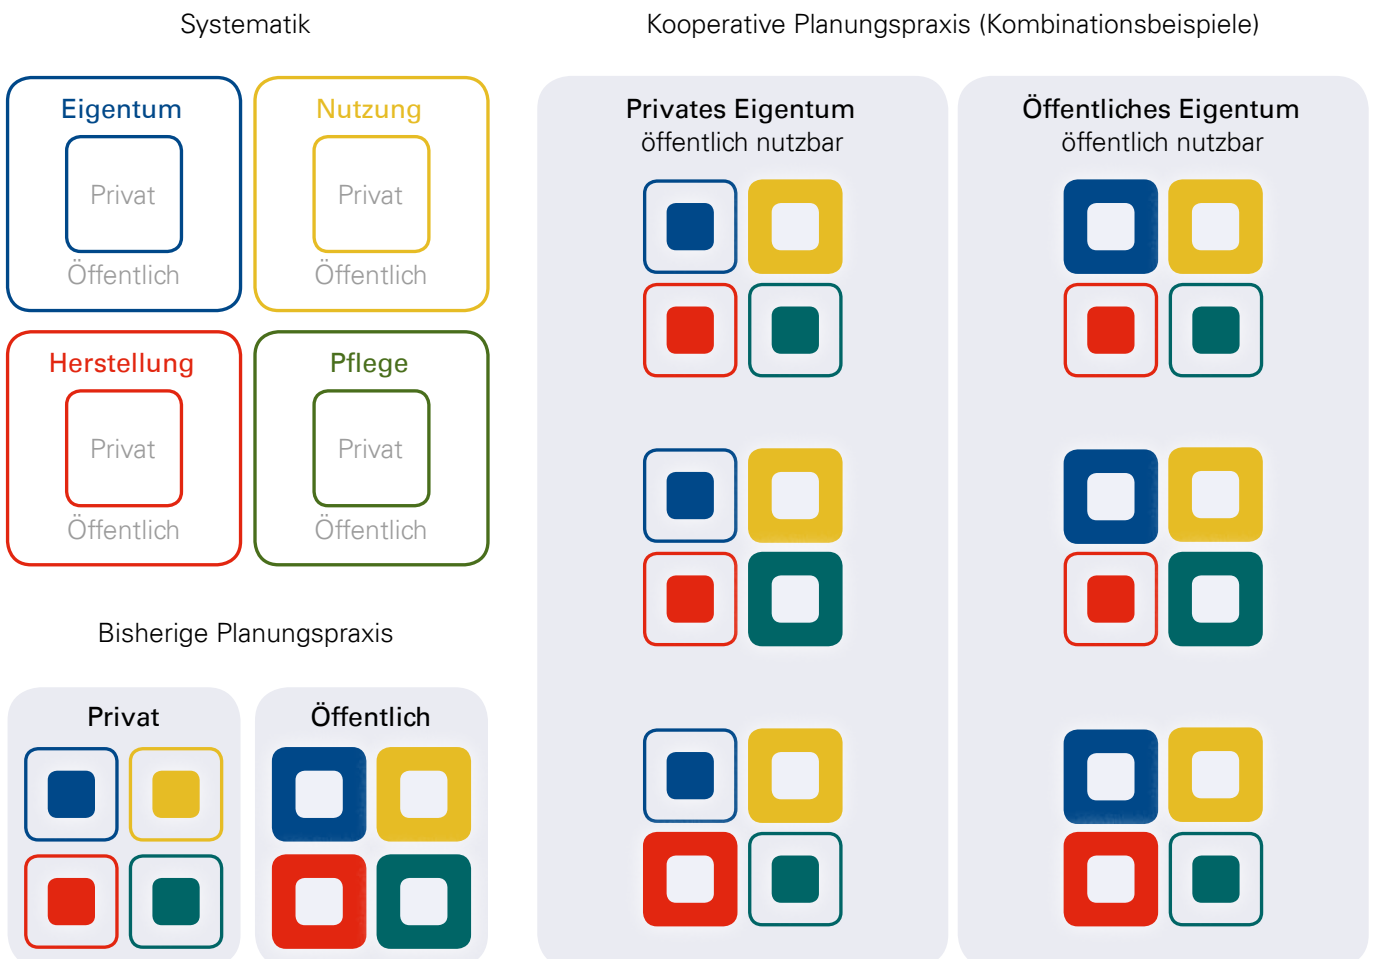 Systematik
Eigentum
Privat
Öffentlich
Nutzung
Privat
Öffentlich
Herstellung
Privat
Öffentlich
Pflege
Privat
Öffentlich
Bisherige Planungspraxis
Privat
Öffentlich
Kooperative Planungspraxis (Kombinationsbeispiele)
Privates Eigentum
öffentlich nutzbar
Öffentliches Eigentum
öffentlich nutzbar